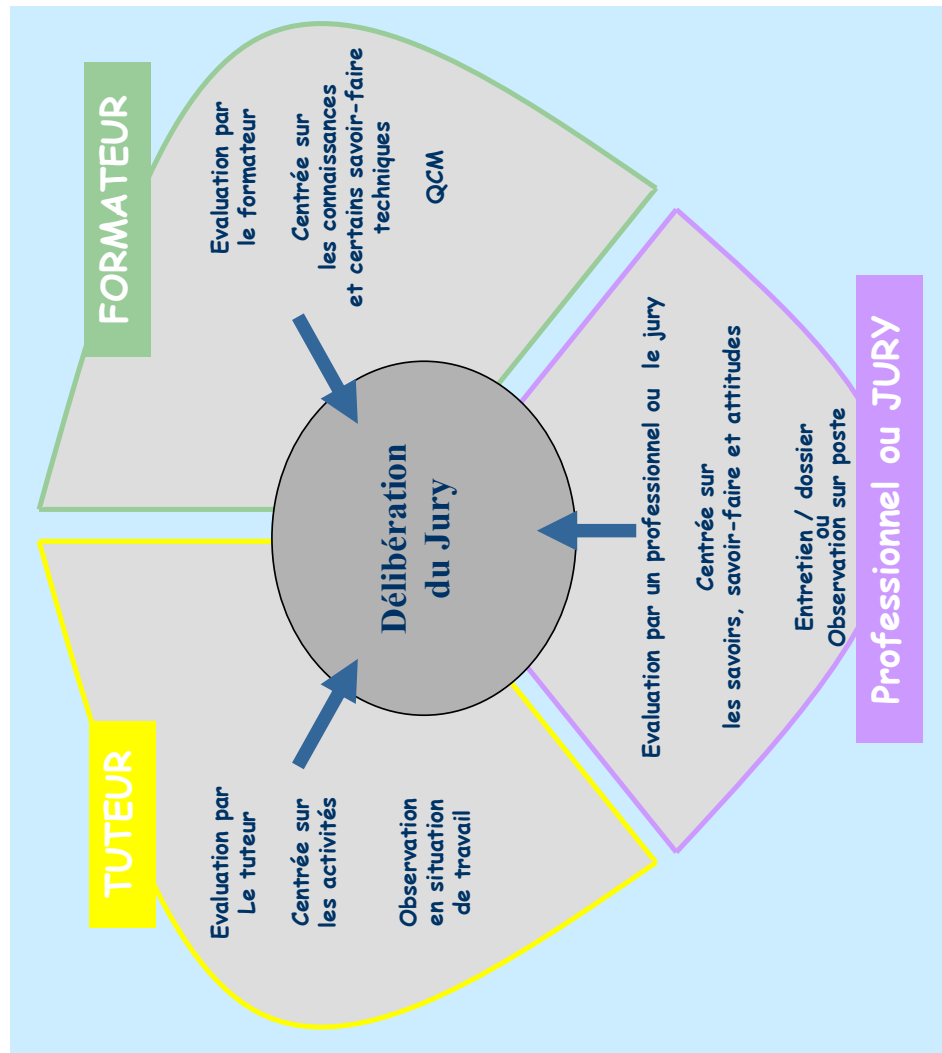 TUTEUR
Evaluation par
Le tuteur
Centrée sur
les activités
Observation
en situation
de travail
FORMATEUR
Evaluation par
le formateur
Centrée sur
les connaissances
et certains savoir-faire
techniques
QCM
Délibération
du Jury
Evaluation par un professionnel ou le jury
Centrée sur
les savoirs, savoir-faire et attitudes
Entretien / dossier
ou
Observation sur poste
Professionnel ou JURY